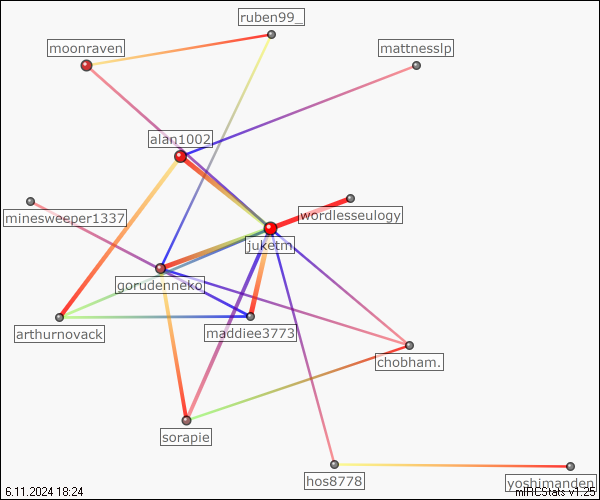 ruben99_
moonraven
mattnesslp
alan1002
minesweeper1337
wordlesseulogy
juketm
gorudenneko
arthurnovack
maddiee3773
chobham.
sorapie
hos8778
yoshimanden
6.11.2024 18:24
mIRCStats v1.25